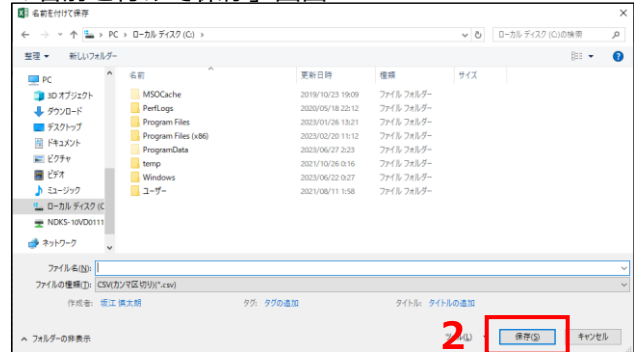 名前を付けて保存
PC > ローカル ディスク (C:) >
ローカル ディスク (C:)の検索
整理 新しいフォルダー
名前 更新日時 種類 サイズ
PC
3D オブジェクト
ダウンロード
デスクトップ
ドキュメント
ピクチャ
ビデオ
ミュージック
ローカル ディスク (C
NDKS-10VD0111
ネットワーク
MSOCache 2019/10/23 19:09 ファイル フォルダー
PerfLogs 2020/05/18 22:12 ファイル フォルダー
Program Files 2023/01/26 13:21 ファイル フォルダー
Program Files (x86) 2023/02/20 11:12 ファイル フォルダー
ProgramData 2023/06/27 2:23 ファイル フォルダー
temp 2021/10/26 0:16 ファイル フォルダー
Windows 2023/06/22 0:27 ファイル フォルダー
ユーザー 2021/08/11 1:58 ファイル フォルダー
ファイル名(N):
ファイルの種類(T): CSV(カンマ区切り)(*.csv)
作成者: 坂江 慎太朗 タグ: タグの追加 タイトル: タイトルの追加
フォルダーの非表示
2
保存(S)
キャンセル